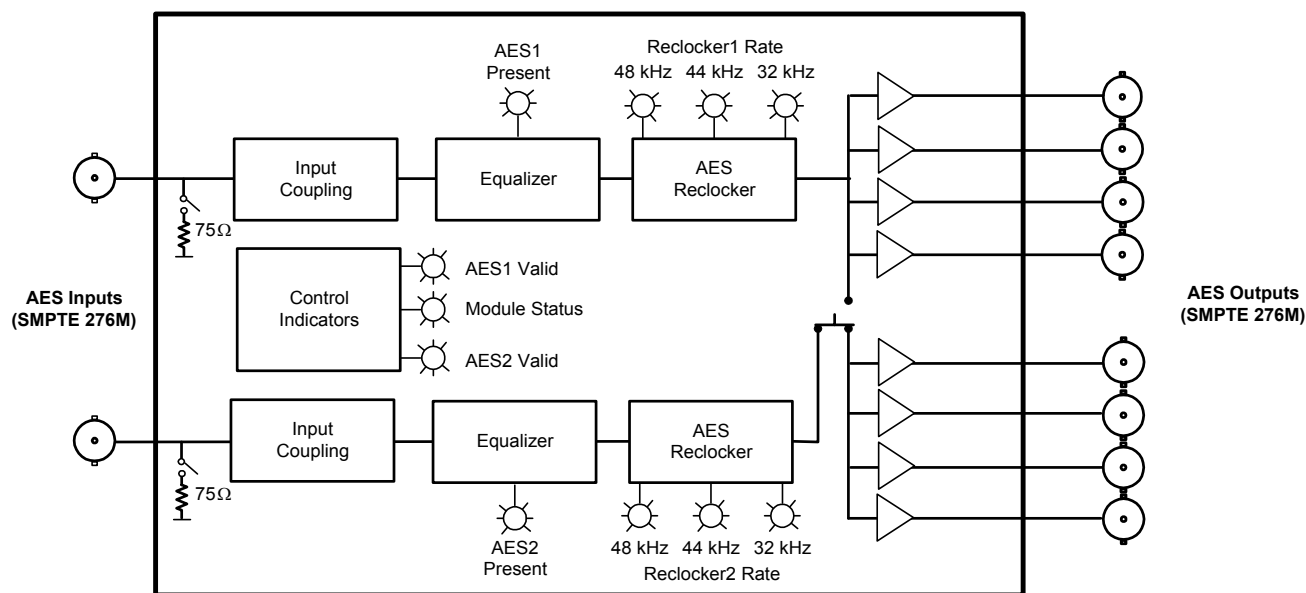 AES1
Present
Reclocker1 Rate
48 kHz 44 kHz 32 kHz
Input
Coupling
Equalizer
AES
Reclocker
75Ω
AES Inputs
(SMPTE 276M)
Control
Indicators
AES1 Valid
Module Status
AES2 Valid
AES Outputs
(SMPTE 276M)
Input
Coupling
Equalizer
AES
Reclocker
75Ω
AES2
Present
48 kHz 44 kHz 32 kHz
Reclocker2 Rate